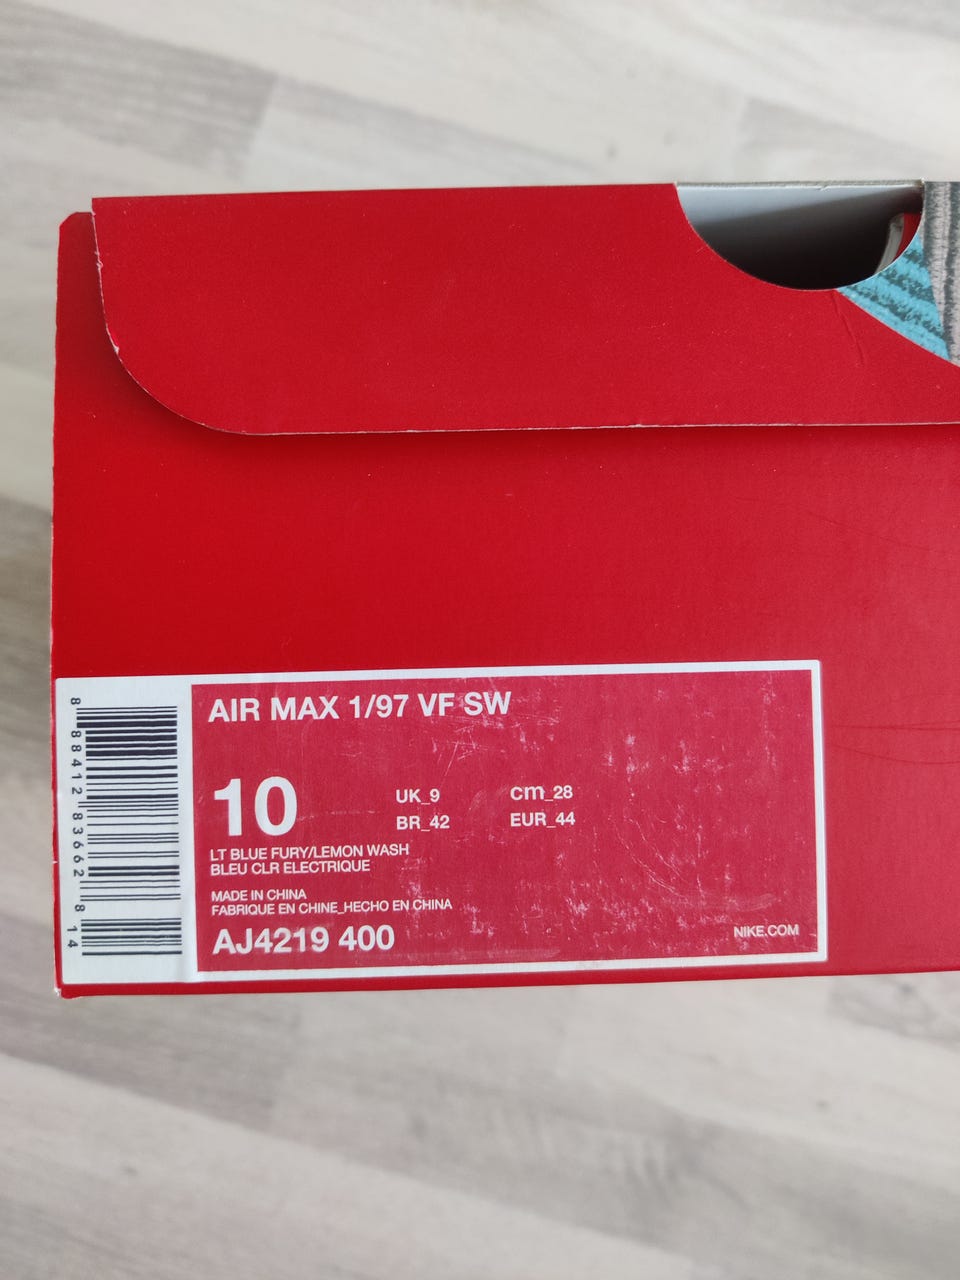 AIR MAX 1/97 VF SW
10
UK_9
cm_28
BR_42
EUR_44
LT BLUE FURY/LEMON WASH
BLEU CLR ELECTRIQUE
MADE IN CHINA
FABRIQUE EN CHINE_HECHO EN CHINA
AJ4219 400
NIKE.COM
8 88412 83662 8 14